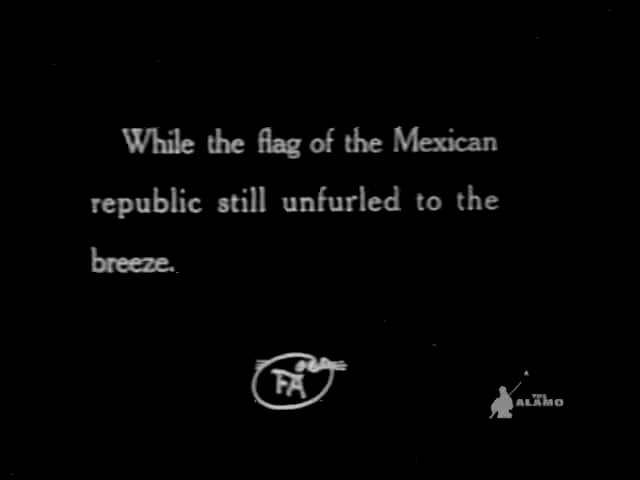 While the flag of the Mexican
republic still unfurled to the
breeze.
FA
THE
ALAMO